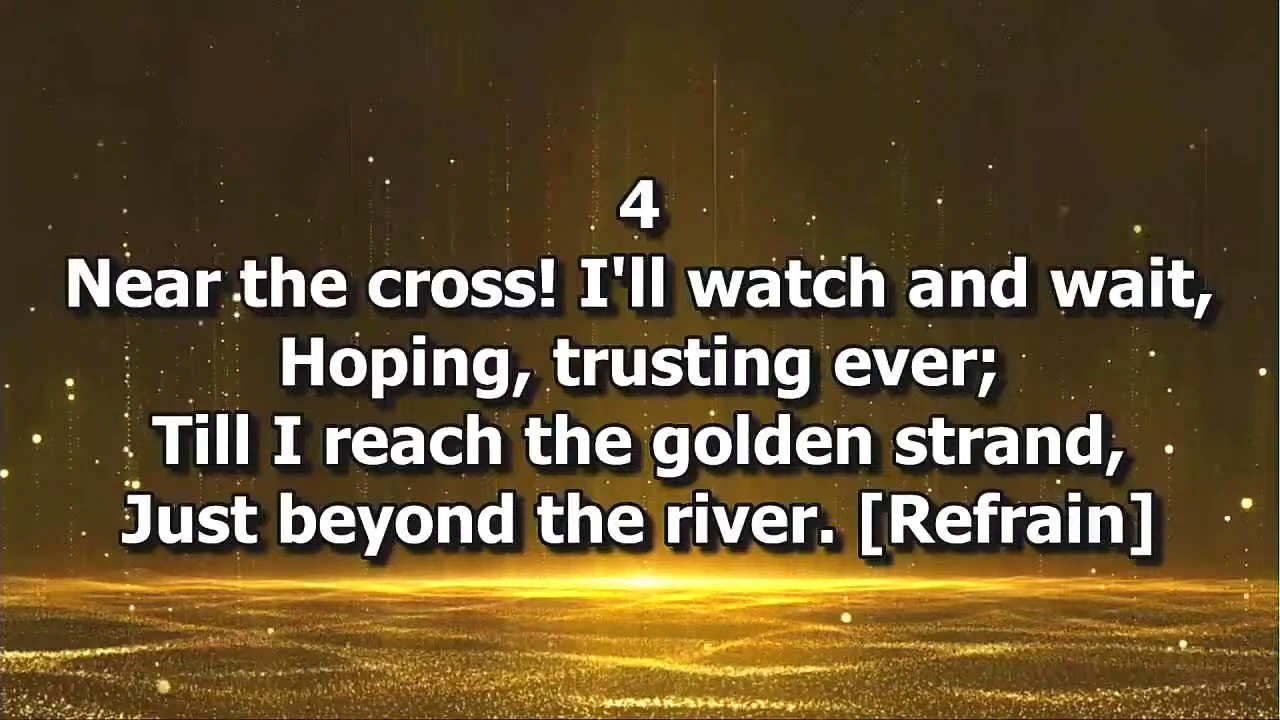 4
Near the cross! I'll watch and wait,
Hoping, trusting ever;
Till I reach the golden strand,
Just beyond the river. [Refrain]